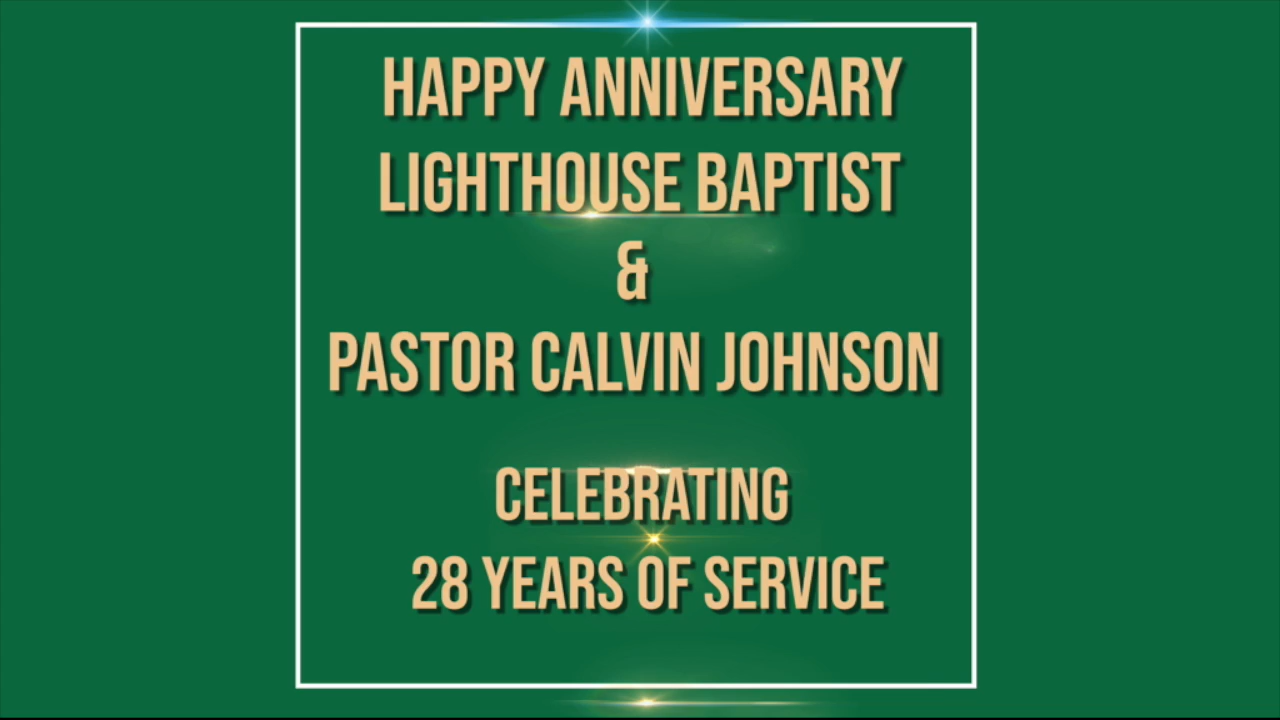 HAPPY ANNIVERSARY
LIGHTHOUSE BAPTIST
&
PASTOR CALVIN JOHNSON
CELEBRATING
28 YEARS OF SERVICE